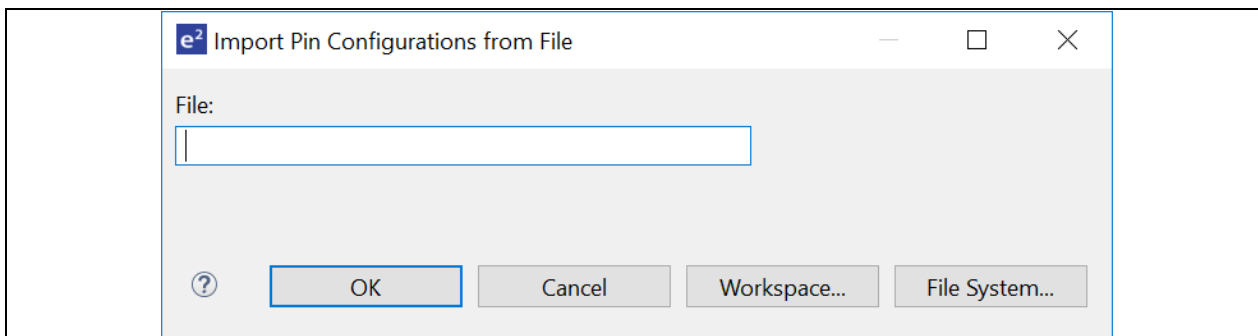 e² Import Pin Configurations from File
File:
? OK Cancel Workspace... File System...